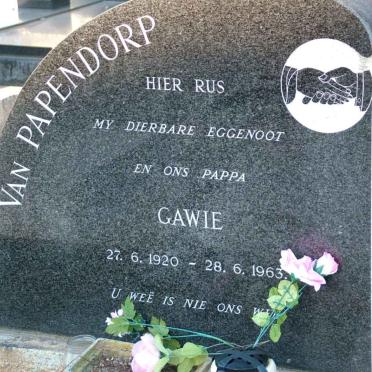 VAN PAPENDORP
HIER RUS
MY DIERBARE EGGENOOT
EN ONS PAPPA
GAWIE
27. 6. 1920 - 28. 6. 1963.
U WEË IS NIE ONS